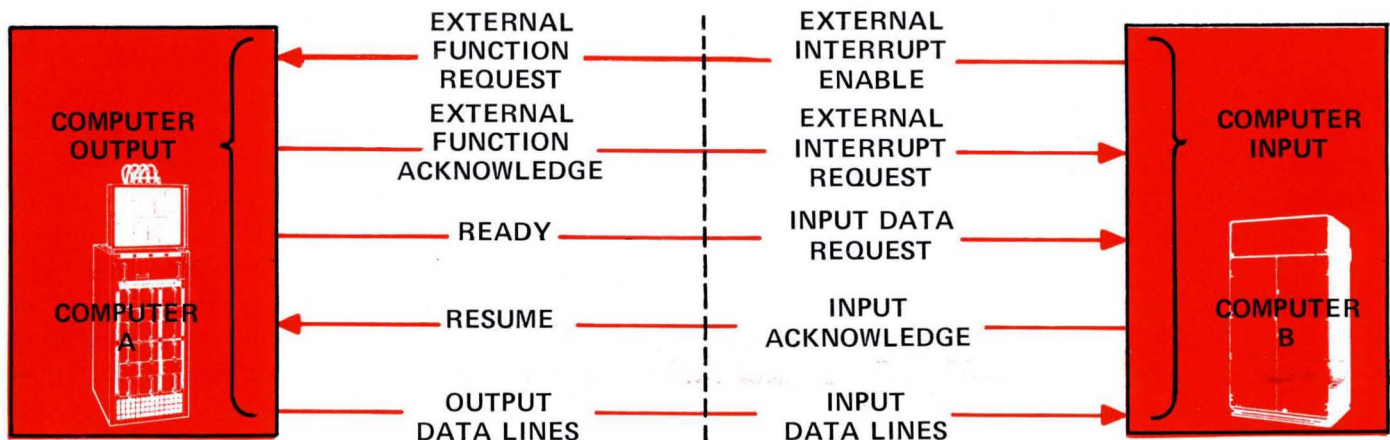 COMPUTER
OUTPUT
COMPUTER
A
EXTERNAL
FUNCTION
REQUEST
EXTERNAL
INTERRUPT
ENABLE
EXTERNAL
FUNCTION
ACKNOWLEDGE
EXTERNAL
INTERRUPT
REQUEST
READY
INPUT DATA
REQUEST
RESUME
INPUT
ACKNOWLEDGE
OUTPUT
DATA LINES
INPUT
DATA LINES
COMPUTER
INPUT
COMPUTER
B